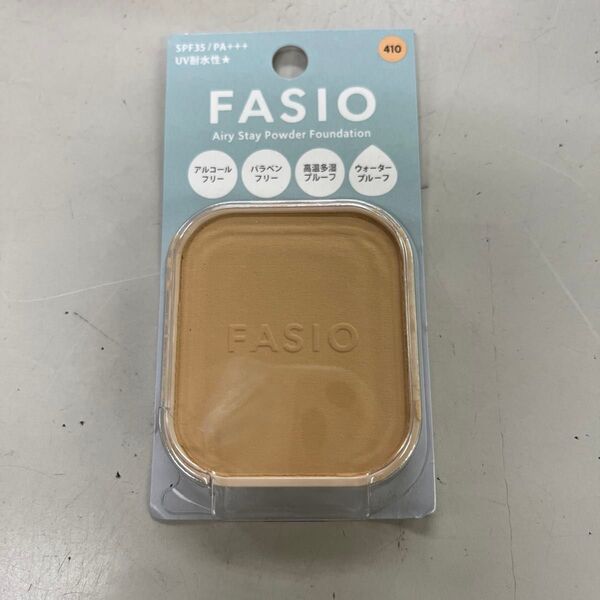 SPF35/PA+++
UV耐水性★
410
FASIO
Airy Stay Powder Foundation
アルコール
フリー
パラベン
フリー
高温多湿
プルーフ
ウォーター
プルーフ
FASIO